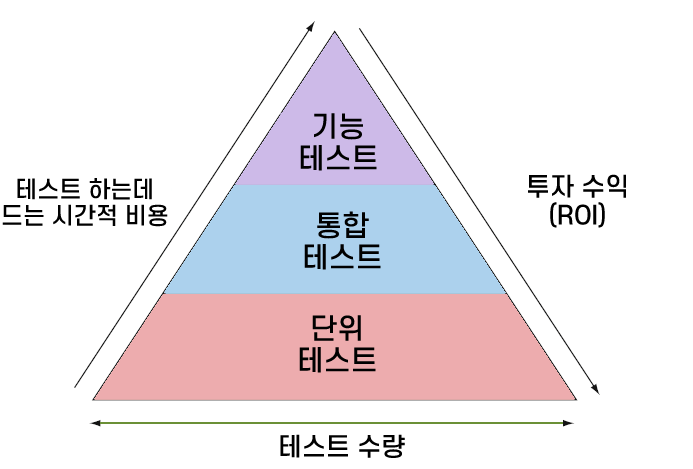 기능
테스트
테스트 하는데
드는 시간적 비용
투자 수익
(ROI)
통합
테스트
단위
테스트
테스트 수량